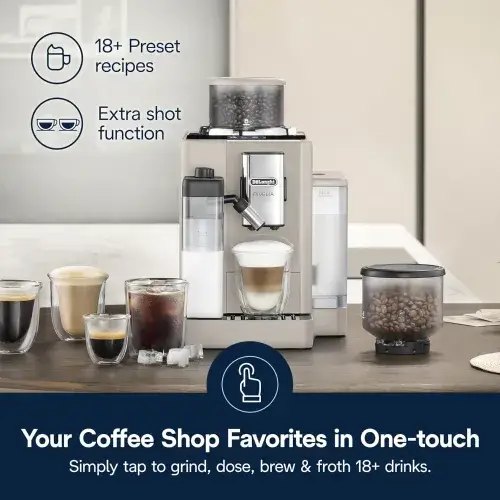 18+ Preset
recipes
Extra shot
function
DeLonghi
Your Coffee Shop Favorites in One-touch
Simply tap to grind, dose, brew & froth 18+ drinks.